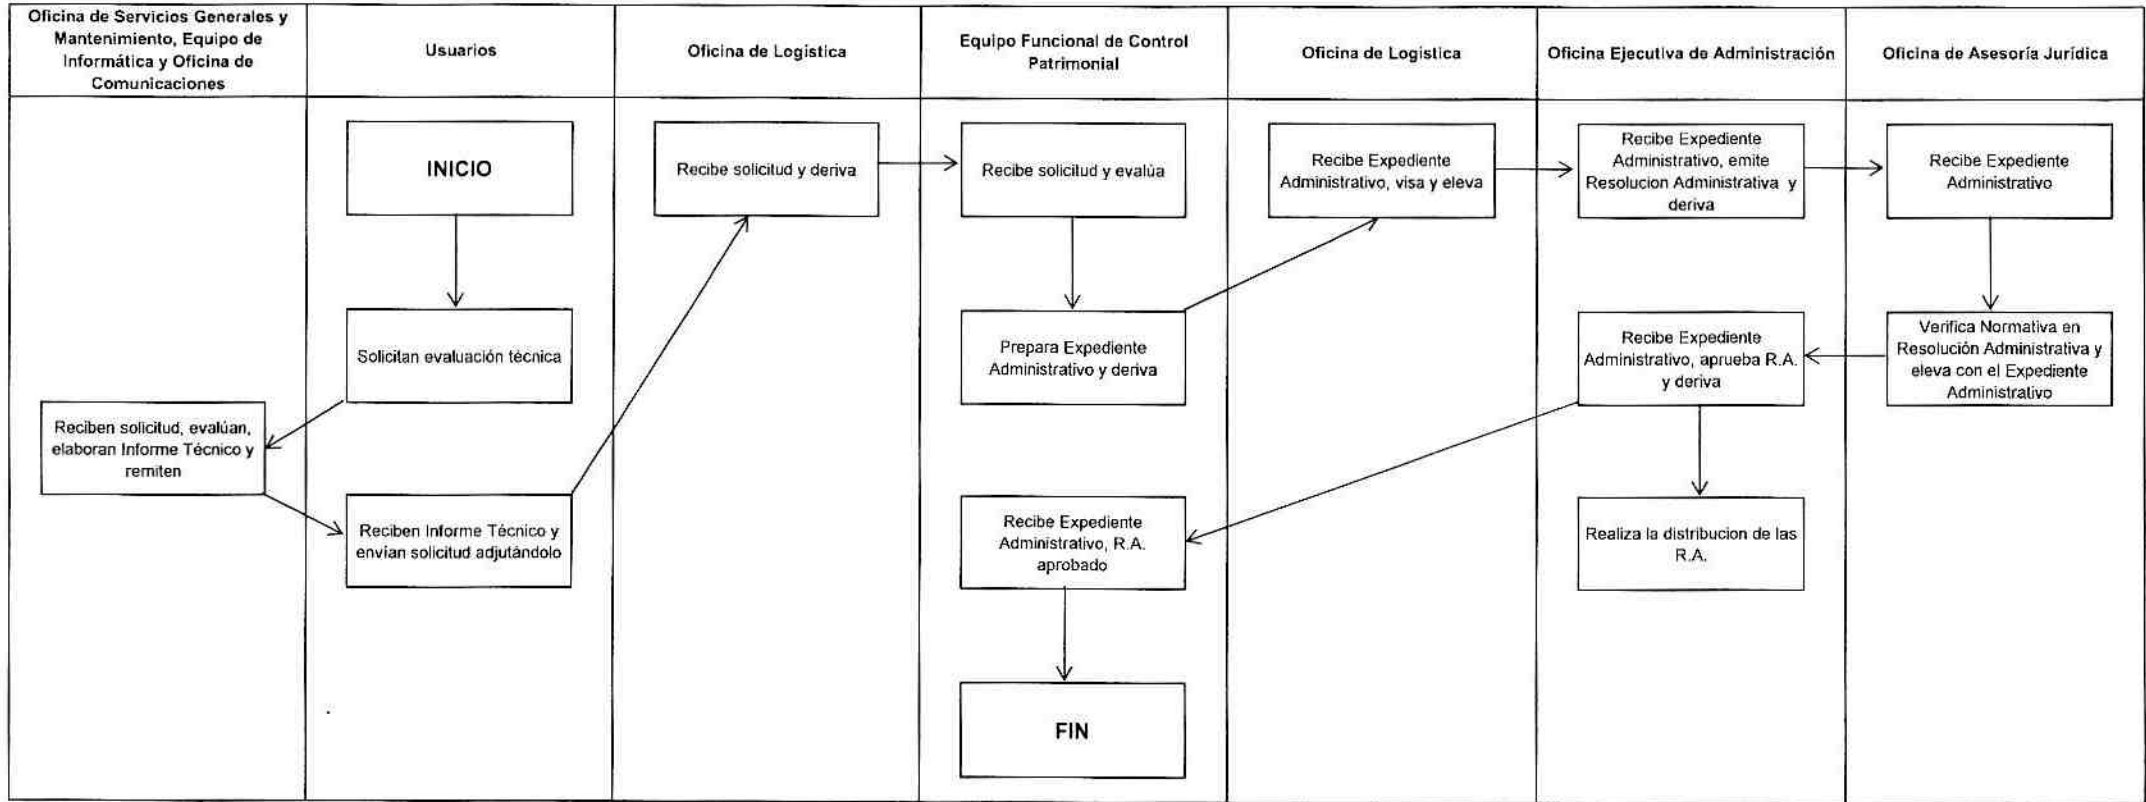 Oficina de Servicios Generales y
Mantenimiento, Equipo de
Informática y Oficina de
Comunicaciones
Usuarios
Oficina de Logística
Equipo Funcional de Control
Patrimonial
Oficina de Logística
Oficina Ejecutiva de Administración
Oficina de Asesoría Jurídica
INICIO
Recibe solicitud y deriva
Recibe solicitud y evalúa
Recibe Expediente
Administrativo, visa y eleva
Recibe Expediente
Administrativo, emite
Resolucion Administrativa y
deriva
Recibe Expediente
Administrativo
Solicitan evaluación técnica
Prepara Expediente
Administrativo y deriva
Recibe Expediente
Administrativo, aprueba R.A.
y deriva
Verifica Normativa en
Resolución Administrativa y
eleva con el Expediente
Administrativo
Reciben solicitud, evalúan,
elaboran Informe Técnico y
remiten
Reciben Informe Técnico y
envían solicitud adjutándolo
Recibe Expediente
Administrativo, R.A.
aprobado
Realiza la distribucion de las
R.A.
FIN